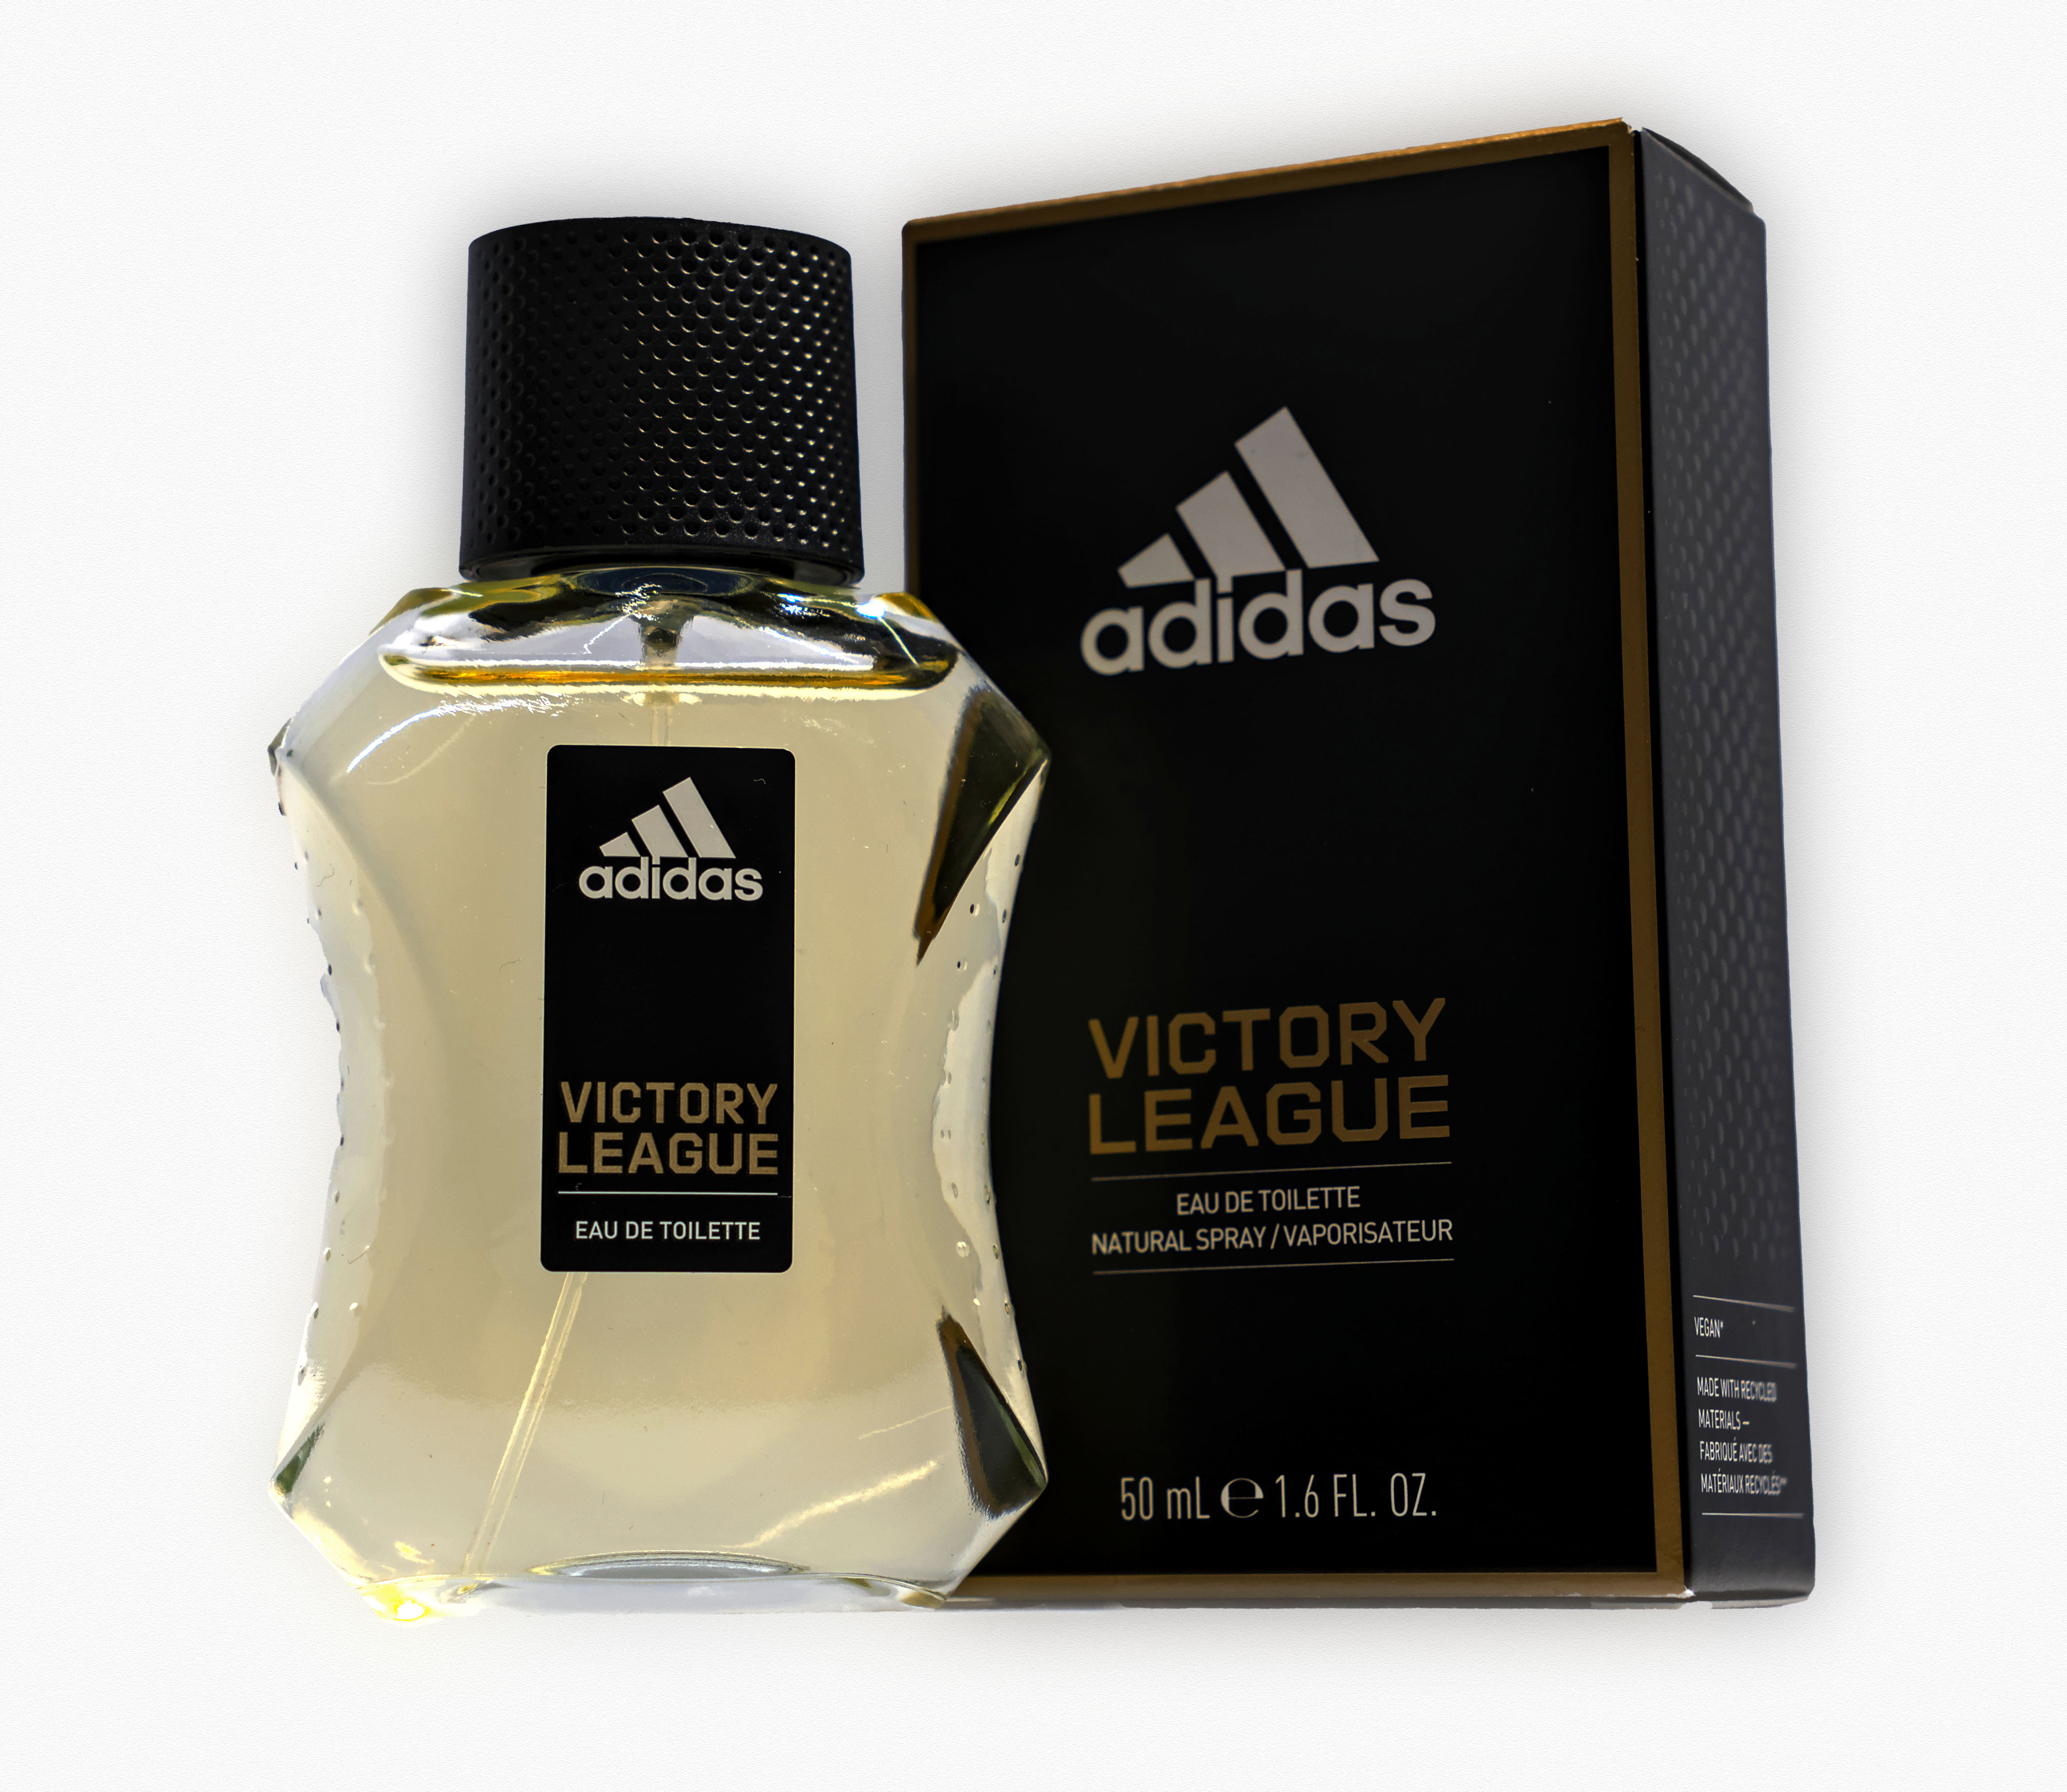 adidas
VICTORY
LEAGUE
EAU DE TOILETTE
adidas
VICTORY
LEAGUE
EAU DE TOILETTE
NATURAL SPRAY / VAPORISATEUR
50 mL ℮ 1.6 FL. OZ.
VEGAN*
MADE WITH RECYCLED
MATERIALS –
FABRIQUÉ AVEC DES
MATÉRIAUX RECYCLÉS**